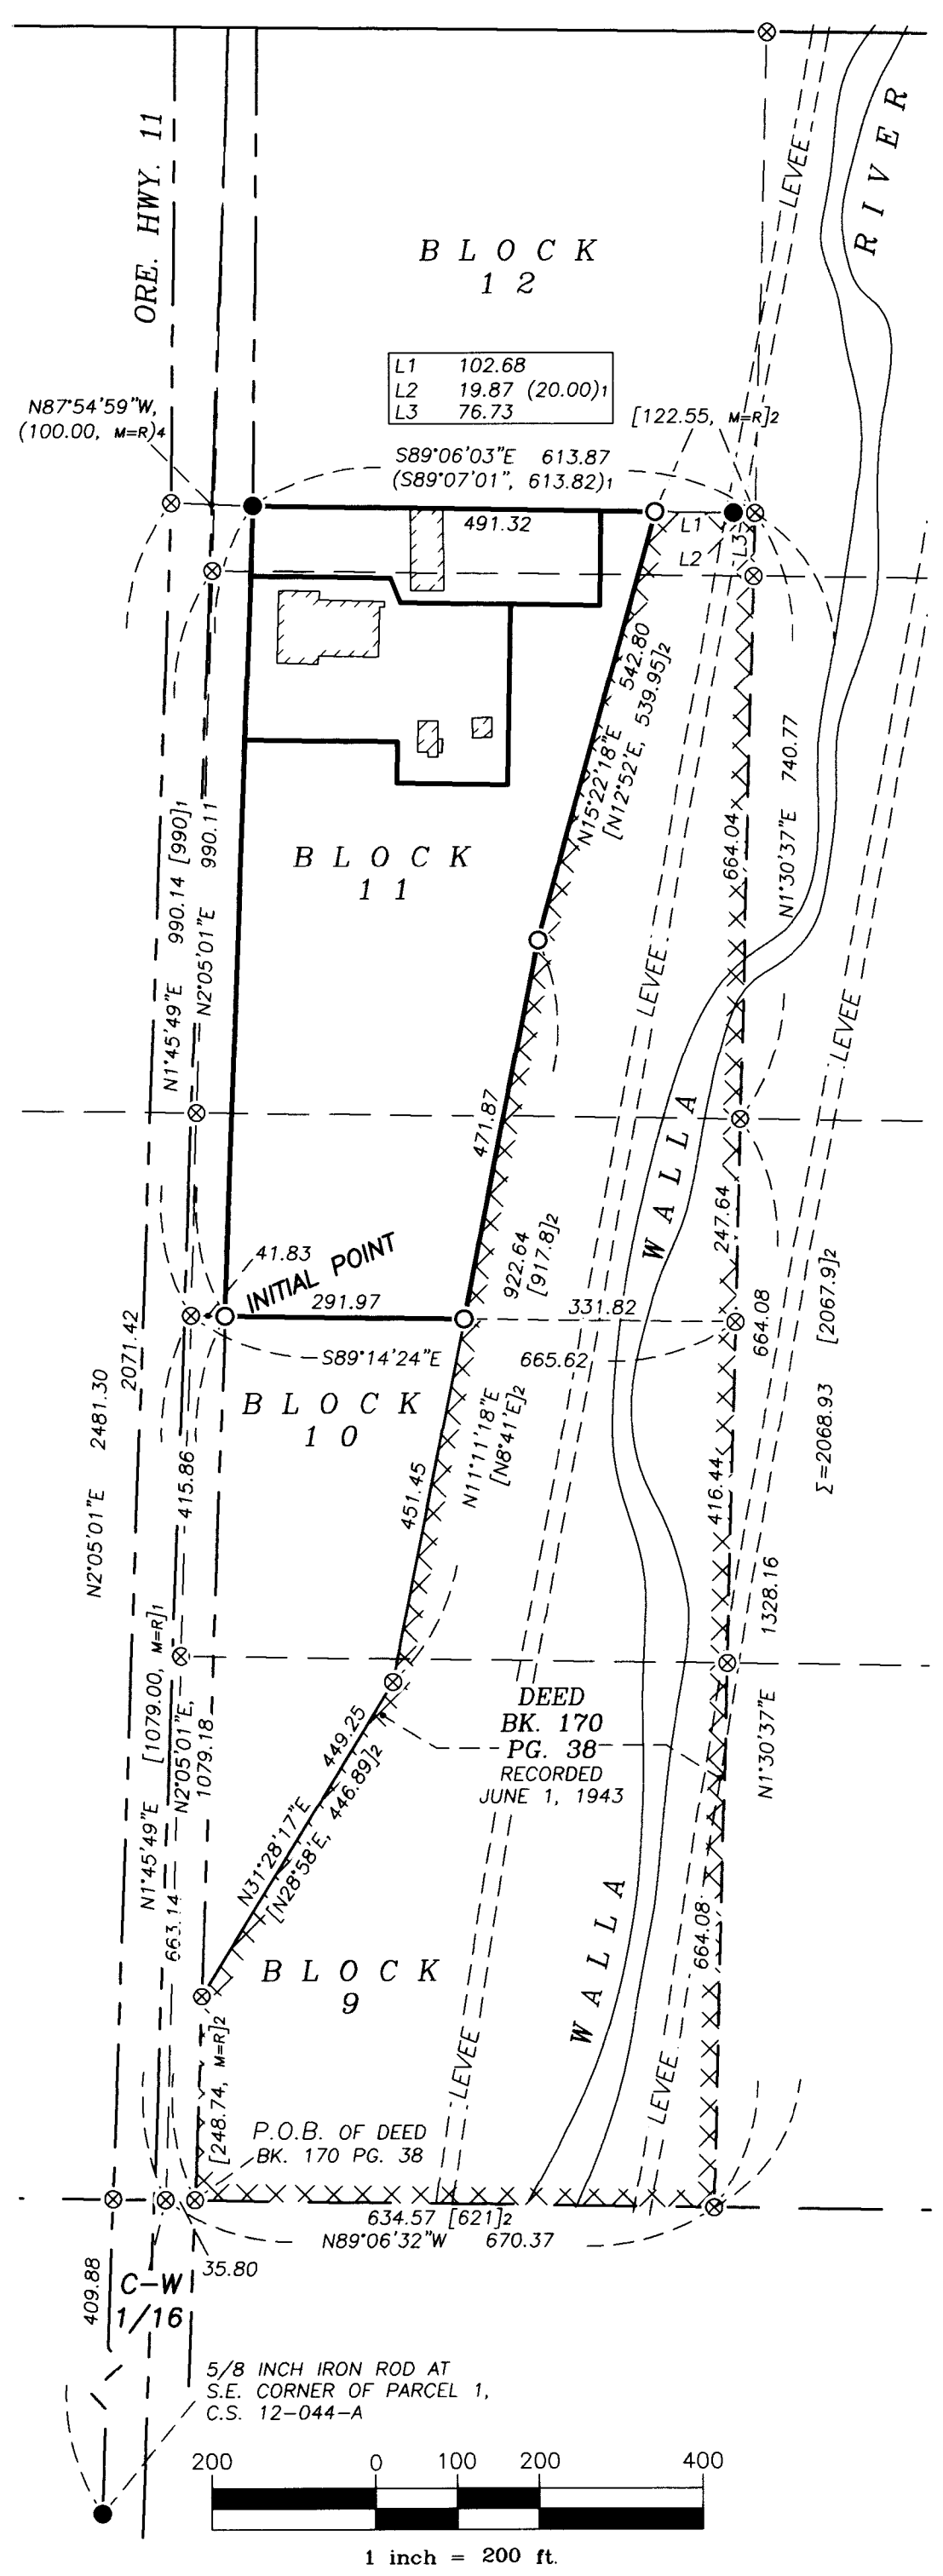 ORE. HWY. 11
LEVEE
RIVER
BLOCK
12
L1 102.68
L2 19.87 (20.00)1
L3 76.73
N87°54'59"W,
(100.00, M=R)4
[122.55, M=R]2
S89°06'03"E 613.87
(S89°07'01", 613.82)1
491.32
L1
L2
L3
542.80
N15°22'18"E
[N12°52'E, 539.95]2
N1°30'37"E 740.77
664.04
N1°45'49"E 990.14 [990]1
N2°05'01"E 990.11
BLOCK
11
LEVEE
LEVEE
WALLA
471.87
922.64
[917.8]2
247.64
41.83
INITIAL POINT
291.97
331.82
S89°14'24"E
665.62
664.08
[2067.9]2
Σ=2068.93
BLOCK
10
N11°11'18"E
[N8°41'E]2
451.45
416.44
415.86
2071.42
N2°05'01"E 2481.30
1328.16
N1°30'37"E
DEED
BK. 170
PG. 38
RECORDED
JUNE 1, 1943
449.25
N31°28'17"E
[N28°58'E, 446.89]2
N1°45'49"E [1079.00, M=R]1
N2°05'01"E,
1079.18
663.14
664.08
BLOCK
9
WALLA
LEVEE
LEVEE
[248.74, M=R]2
P.O.B. OF DEED
BK. 170 PG. 38
634.57 [621]2
N89°06'32"W 670.37
35.80
409.88
C-W
1/16
5/8 INCH IRON ROD AT
S.E. CORNER OF PARCEL 1,
C.S. 12-044-A
200 0 100 200 400
1 inch = 200 ft.